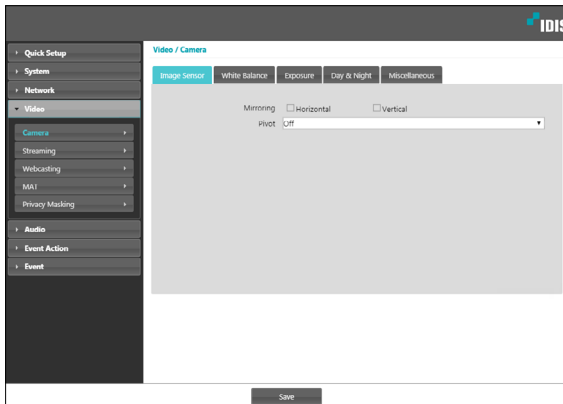 IDIS
Quick Setup
System
Network
Video
Camera
Streaming
Webcasting
MAT
Privacy Masking
Audio
Event Action
Event
Video / Camera
Image Sensor White Balance Exposure Day & Night Miscellaneous
Mirroring Horizontal Vertical
Pivot Off
Save